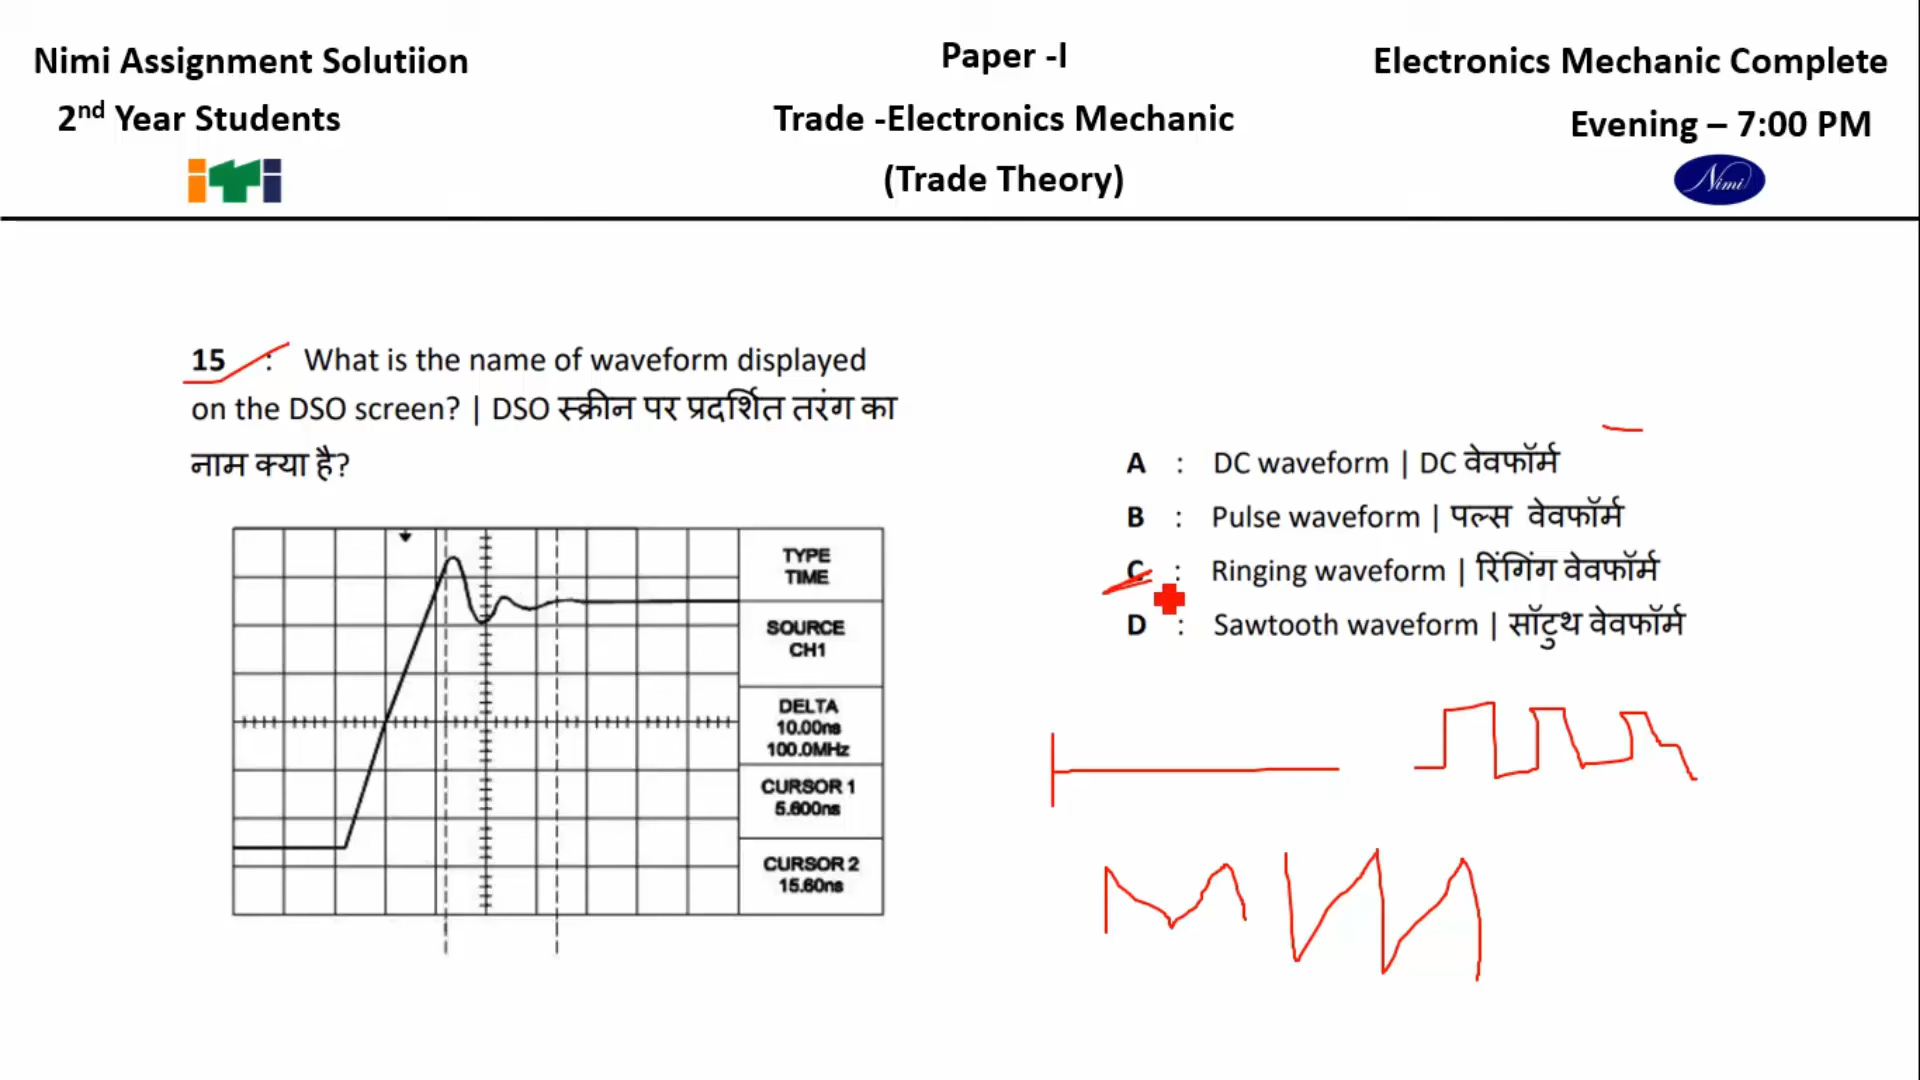 Nimi Assignment Solutiion
2nd Year Students
Paper -I
Trade -Electronics Mechanic
(Trade Theory)
Electronics Mechanic Complete
Evening – 7:00 PM
iTi
Nimi
15 : What is the name of waveform displayed
on the DSO screen? | DSO स्क्रीन पर प्रदर्शित तरंग का
नाम क्या है?
TYPE
TIME
SOURCE
CH1
DELTA
10.00ns
100.0MHz
CURSOR 1
5.600ns
CURSOR 2
15.60ns
A : DC waveform | DC वेवफॉर्म
B : Pulse waveform | पल्स वेवफॉर्म
C : Ringing waveform | रिंगिंग वेवफॉर्म
D : Sawtooth waveform | सॉटुथ वेवफॉर्म